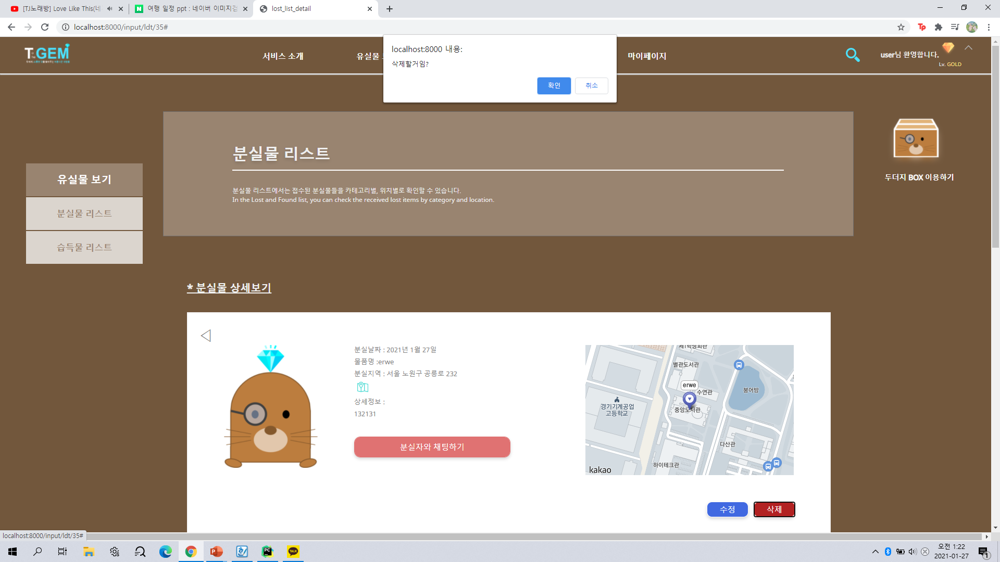 [TJ노래방] Love Like This(네
여행 일정 ppt : 네이버 이미지검
lost_list_detail
localhost:8000/input/ldt/35#
Tp
T GEM
서비스 소개
유실물
마이페이지
user님 환영합니다.
Lv. GOLD
localhost:8000 내용:
삭제할거임?
확인
취소
분실물 리스트
분실물 리스트에서는 접수된 분실물들을 카테고리별, 위치별로 확인할 수 있습니다.
In the Lost and Found list, you can check the received lost items by category and location.
두더지 BOX 이용하기
유실물 보기
분실물 리스트
습득물 리스트
* 분실물 상세보기
분실날짜 : 2021년 1월 27일
물품명 :erwe
분실지역 : 서울 노원구 공릉로 232
상세정보 :
132131
분실자와 채팅하기
제1학생회관
별관도서관
erwe
수연관
붕어방
중앙도서관
경기기계공업
고등학교
다산관
하이테크관
kakao
수정
삭제
localhost:8000/input/ldt/35#
PC
TALK
오전 1:22
2021-01-27
1